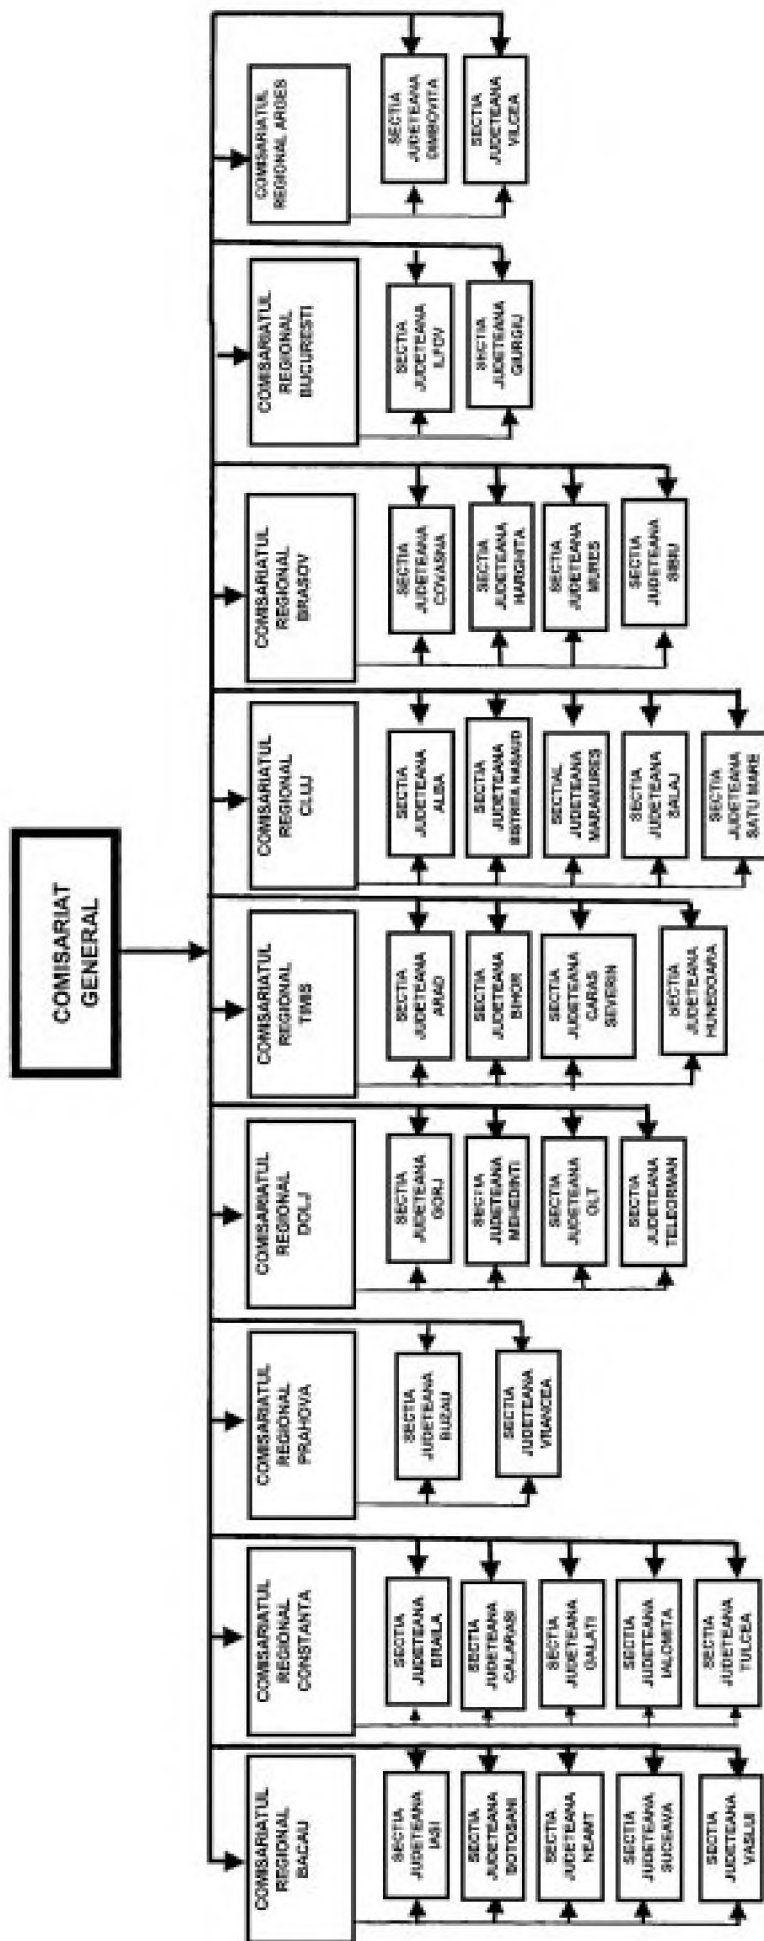 COMISARIAT
GENERAL
COMISARIATUL
REGIONAL
BACAU
SECTIA
JUDETEANA
IASI
SECTIA
JUDETEANA
BOTOSANI
SECTIA
JUDETEANA
NEAMT
SECTIA
JUDETEANA
SUCEAVA
SECTIA
JUDETEANA
VASLUI
COMISARIATUL
REGIONAL
CONSTANTA
SECTIA
JUDETEANA
BRAILA
SECTIA
JUDETEANA
CALARASI
SECTIA
JUDETEANA
GALATI
SECTIA
JUDETEANA
IALOMITA
SECTIA
JUDETEANA
TULCEA
COMISARIATUL
REGIONAL
PRAHOVA
SECTIA
JUDETEANA
BUZAU
SECTIA
JUDETEANA
VRANCEA
COMISARIATUL
REGIONAL
DOLJ
SECTIA
JUDETEANA
GORJ
SECTIA
JUDETEANA
MEHEDINTI
SECTIA
JUDETEANA
OLT
SECTIA
JUDETEANA
TELEORMAN
COMISARIATUL
REGIONAL
TIMIS
SECTIA
JUDETEANA
ARAD
SECTIA
JUDETEANA
BIHOR
SECTIA
JUDETEANA
CARAS
SEVERIN
SECTIA
JUDETEANA
HUNEDOARA
COMISARIATUL
REGIONAL
CLUJ
SECTIA
JUDETEANA
ALBA
SECTIA
JUDETEANA
BISTRITA NASAUD
SECTIAL
JUDETEANA
MARAMURES
SECTIA
JUDETEANA
SALAJ
SECTIA
JUDETEANA
SATU MARE
COMISARIATUL
REGIONAL
BRASOV
SECTIA
JUDETEANA
COVASNA
SECTIA
JUDETEANA
HARGHITA
SECTIA
JUDETEANA
MURES
SECTIA
JUDETEANA
SIBIU
COMISARIATUL
REGIONAL
BUCURESTI
SECTIA
JUDETEANA
ILFOV
SECTIA
JUDETEANA
GIURGIU
COMISARIATUL
REGIONAL ARGES
SECTIA
JUDETEANA
DIMBOVITA
SECTIA
JUDETEANA
VILCEA